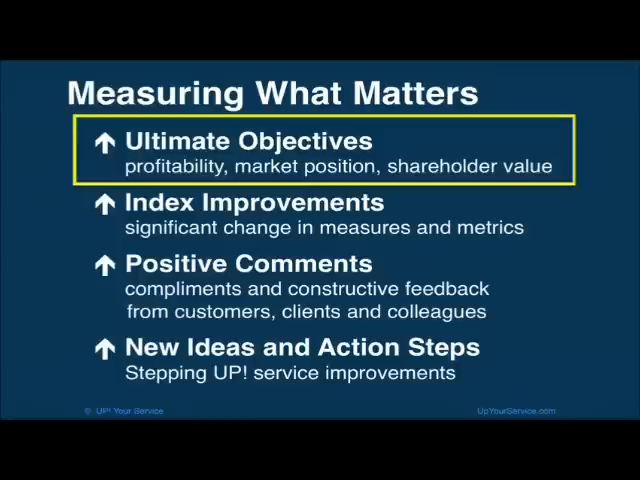 Measuring What Matters
Ultimate Objectives
profitability, market position, shareholder value
Index Improvements
significant change in measures and metrics
Positive Comments
compliments and constructive feedback
from customers, clients and colleagues
New Ideas and Action Steps
Stepping UP! service improvements
© UP! Your Service
UpYourService.com